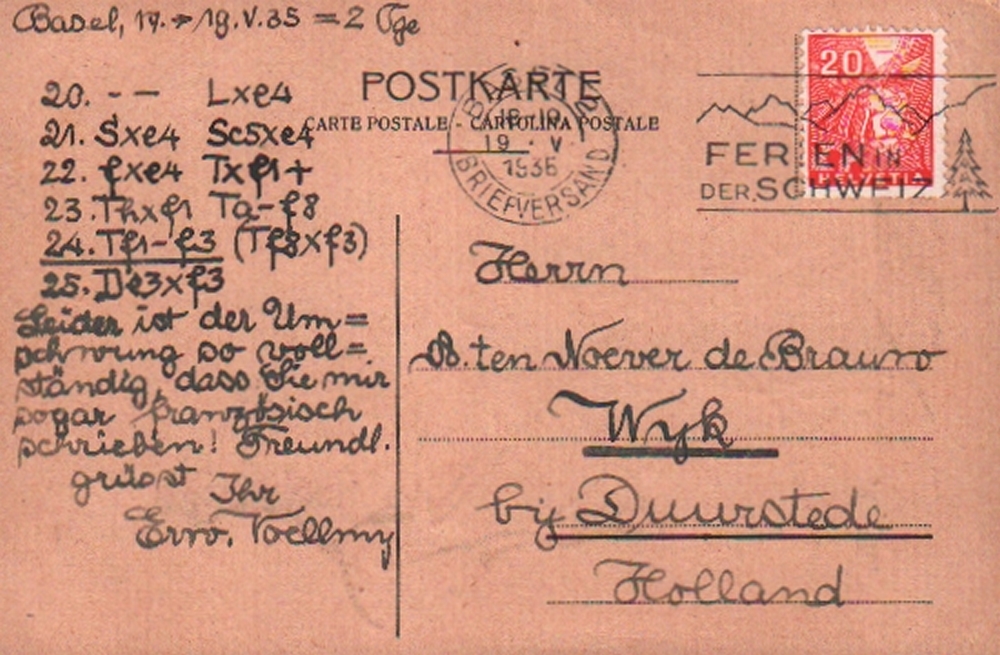 Basel, 17. → 19.V.35 = 2 Tge
20. - - Lxe4
21. Sxe4 Sc5xe4
22. fxe4 Txf1+
23. Thxf1 Ta-f8
24. Tf1-f3 (Tf8xf3)
25. De3xf3
Leider ist der Um=
schwung so voll=
ständig, dass Sie mir
sogar französisch
schrieben! Freundl.
grüsst Ihr
Erw. Voellmy
POSTKARTE
CARTE POSTALE - CARTOLINA POSTALE
19 · V ·
1935
BRIEFVERSAND
20
HELVETIA
FERIEN IN
DER SCHWEIZ
Herrn
B. ten Noever de Brauw
Wyk
bij Duurstede
Holland